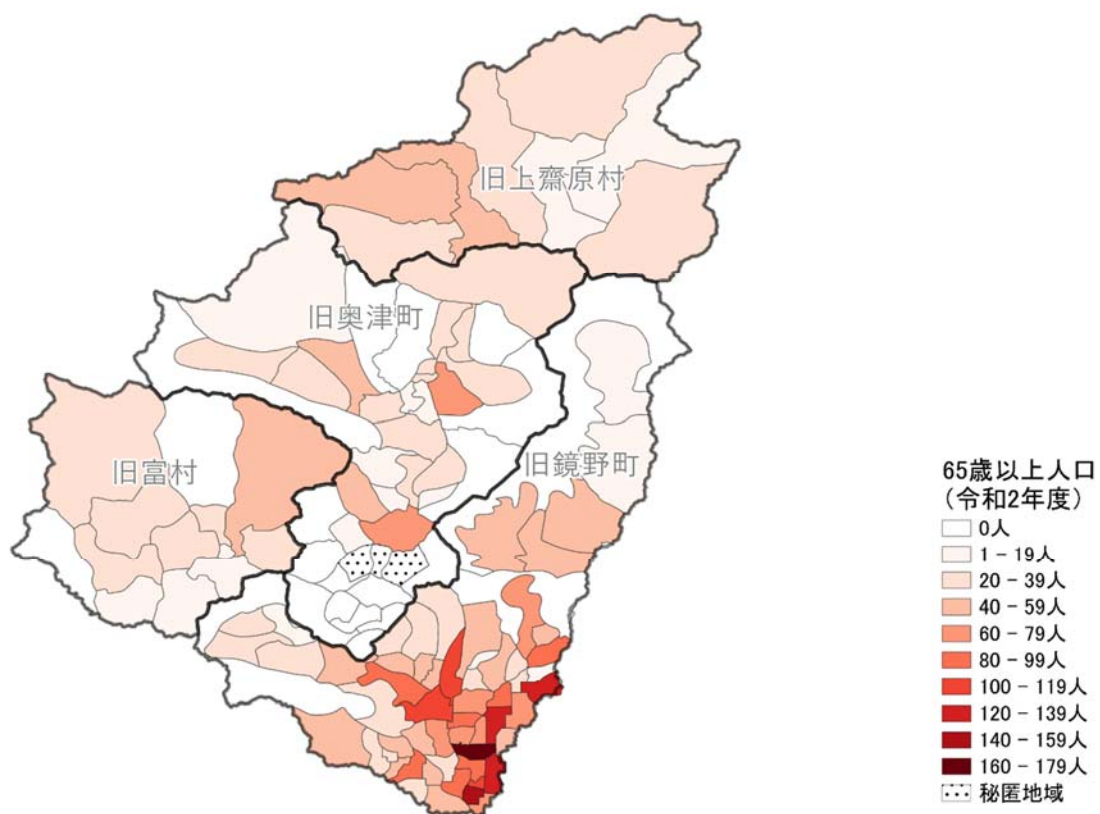 旧上齋原村
旧奥津町
旧富村
旧鏡野町
65歳以上人口
（令和2年度）
0人
1 - 19人
20 - 39人
40 - 59人
60 - 79人
80 - 99人
100 - 119人
120 - 139人
140 - 159人
160 - 179人
秘匿地域